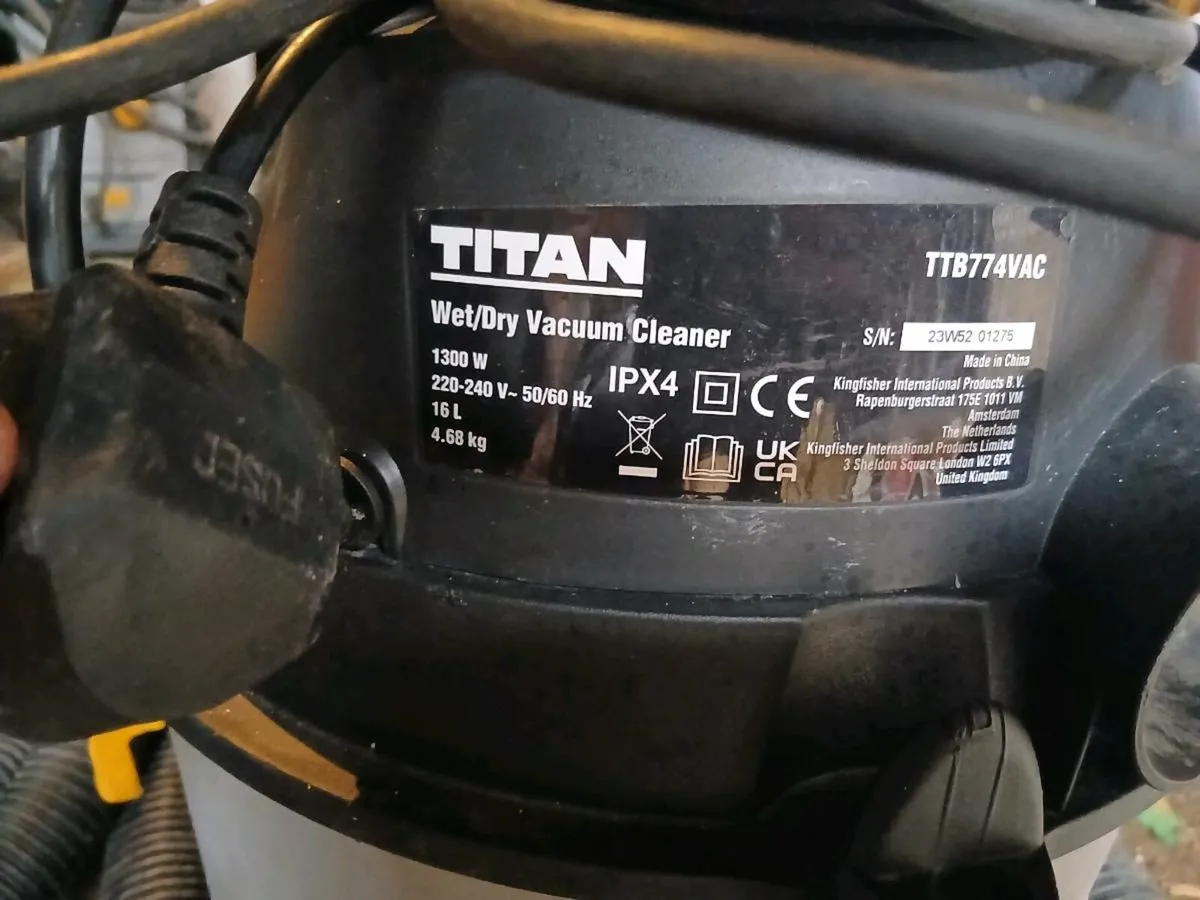 TITAN
TTB774VAC
Wet/Dry Vacuum Cleaner
S/N: 23W52 01275
Made in China
1300 W
220-240 V~ 50/60 Hz
16 L
4.68 kg
IPX4
CE
Kingfisher International Products B.V.
Rapenburgerstraat 175E 1011 VM
Amsterdam
The Netherlands
UK
CA
Kingfisher International Products Limited
3 Sheldon Square London W2 6PX
United Kingdom